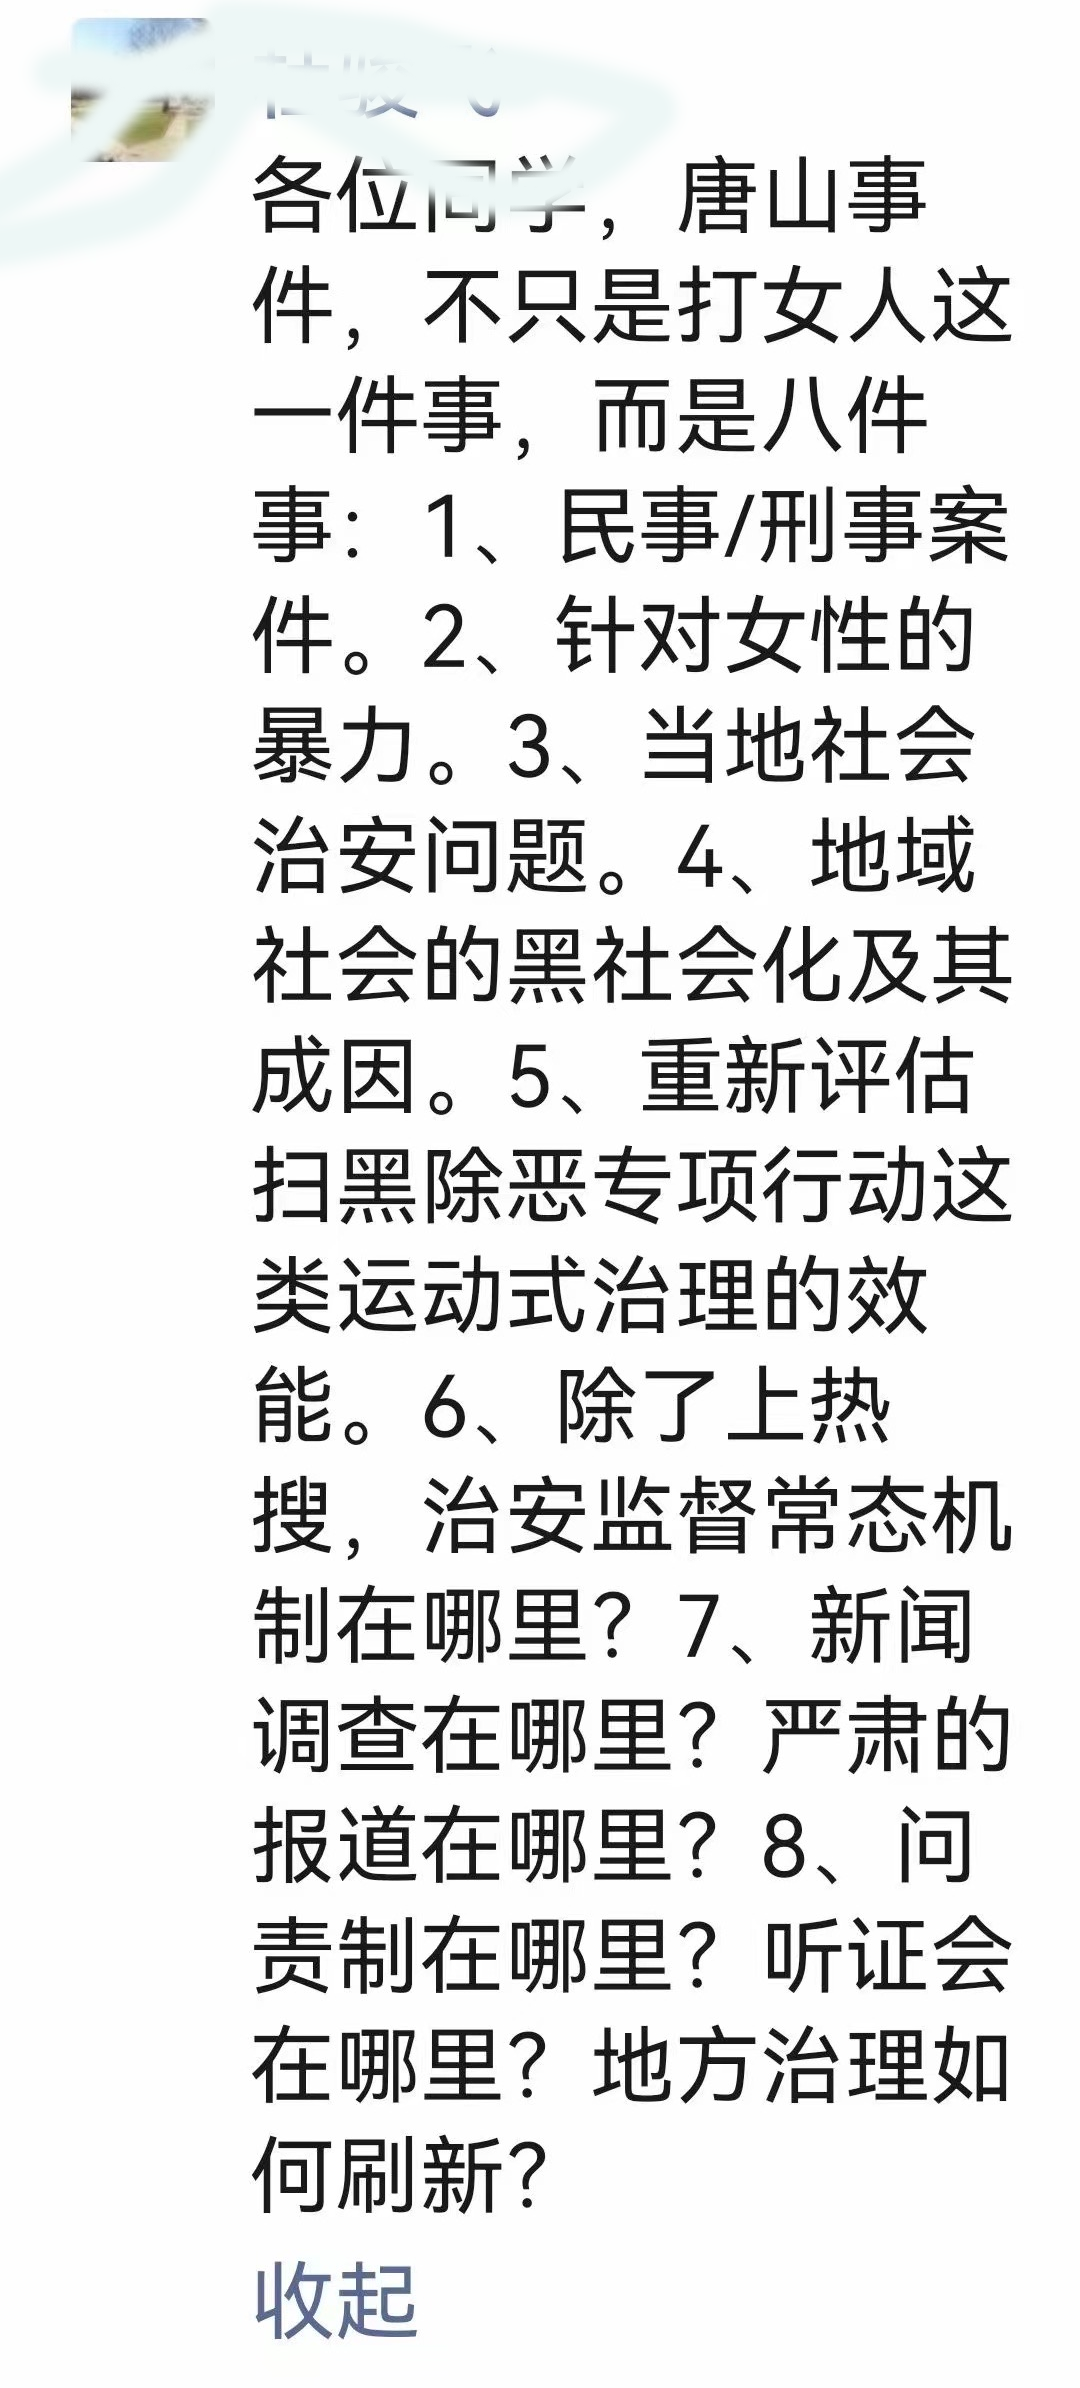 各位同学，唐山事
件，不只是打女人这
一件事，而是八件
事：1、民事/刑事案
件。2、针对女性的
暴力。3、当地社会
治安问题。4、地域
社会的黑社会化及其
成因。5、重新评估
扫黑除恶专项行动这
类运动式治理的效
能。6、除了上热
搜，治安监督常态机
制在哪里？7、新闻
调查在哪里？严肃的
报道在哪里？8、问
责制在哪里？听证会
在哪里？地方治理如
何刷新？
收起